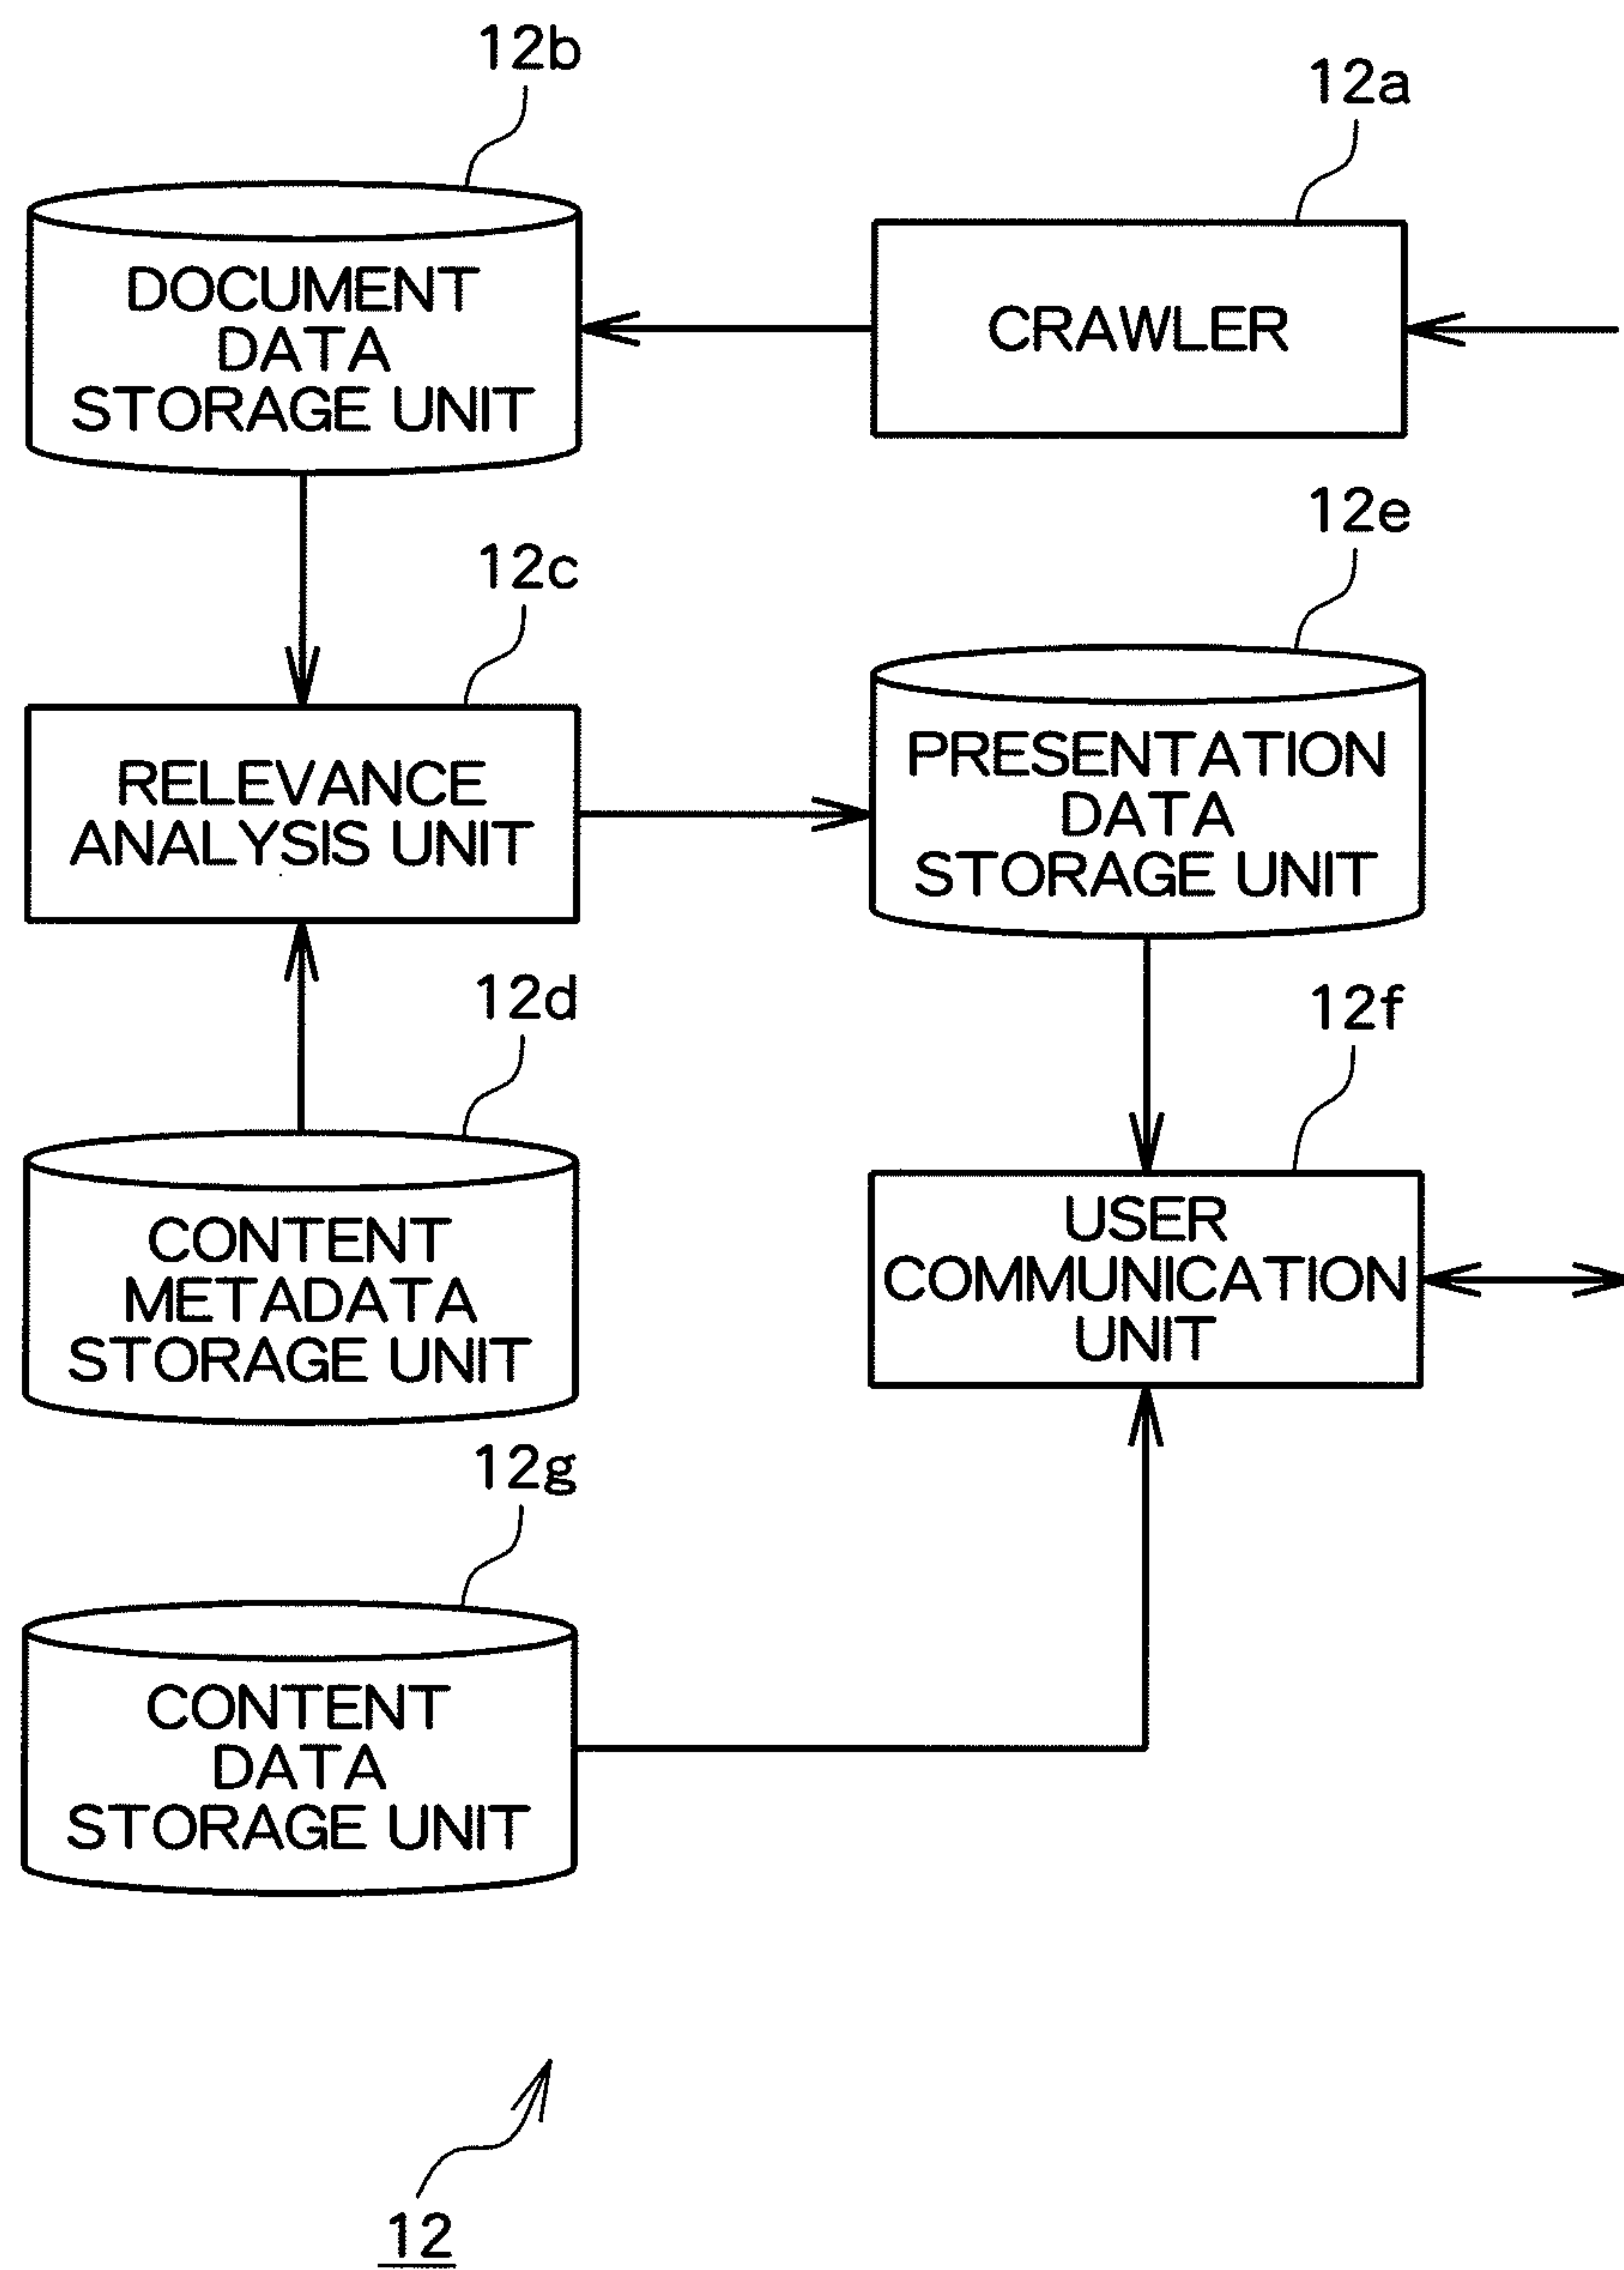 12b
12a
DOCUMENT
DATA
STORAGE UNIT
CRAWLER
12c
12e
RELEVANCE
ANALYSIS UNIT
PRESENTATION
DATA
STORAGE UNIT
12d
12f
CONTENT
METADATA
STORAGE UNIT
USER
COMMUNICATION
UNIT
12g
CONTENT
DATA
STORAGE UNIT
12